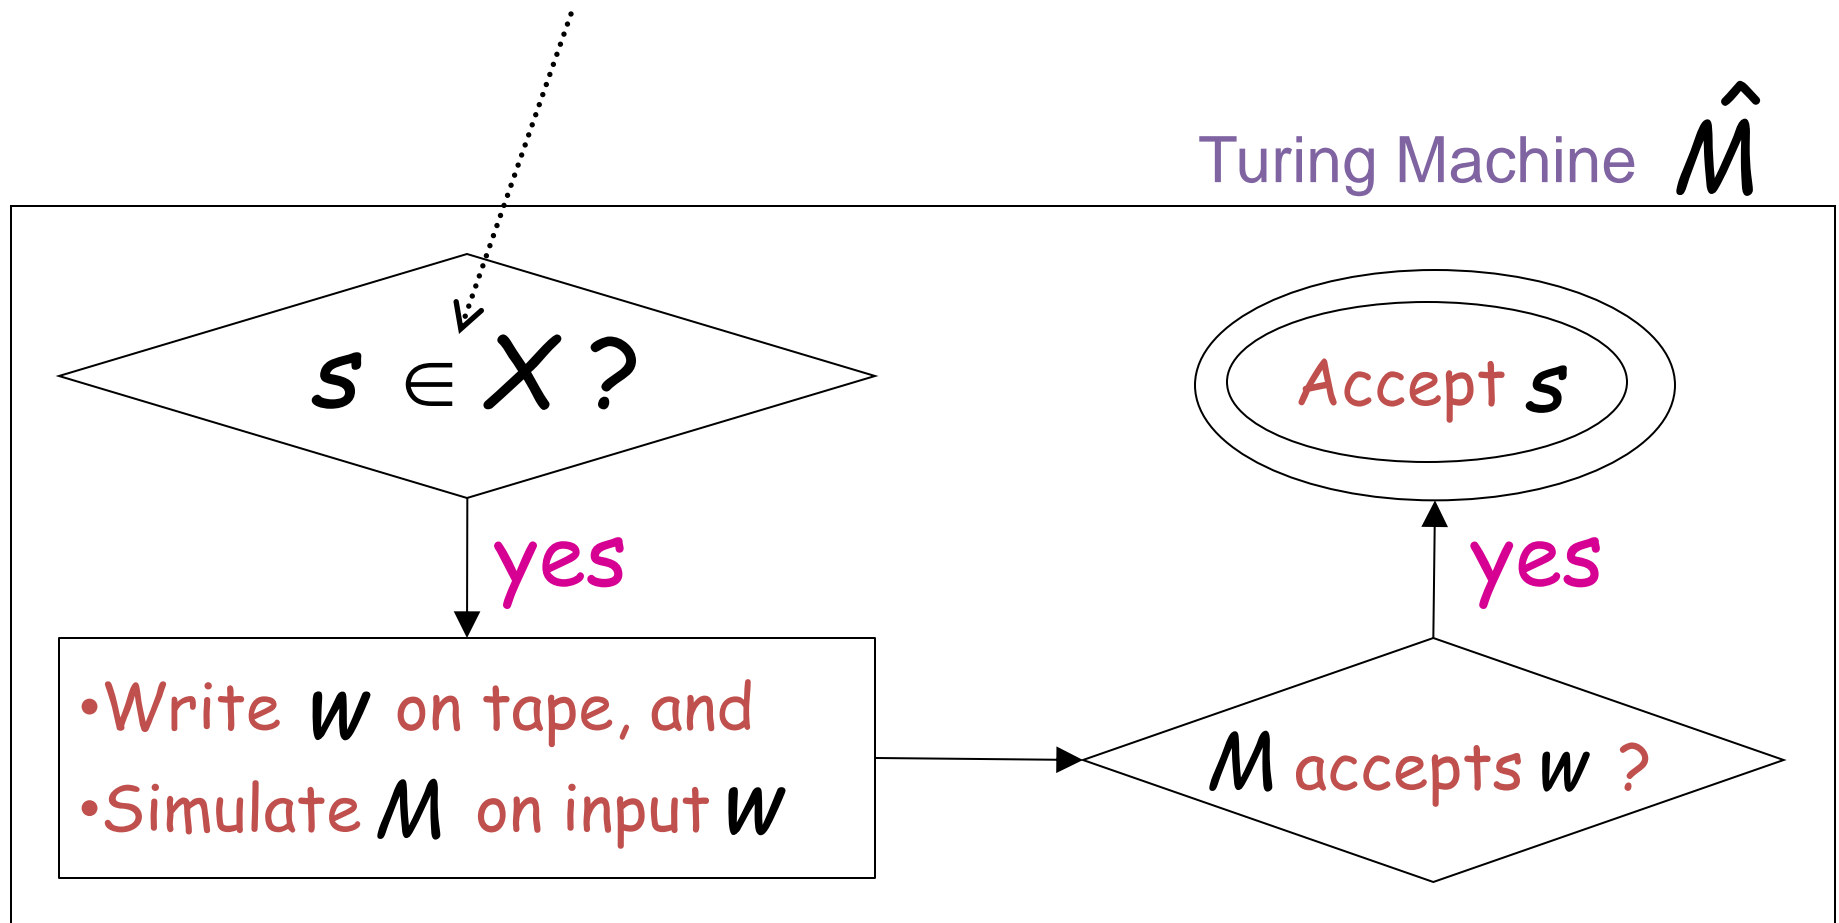 Turing Machine M̂
s ∈ X ?
Accept s
yes
yes
•Write w on tape, and
•Simulate M on input w
M accepts w ?